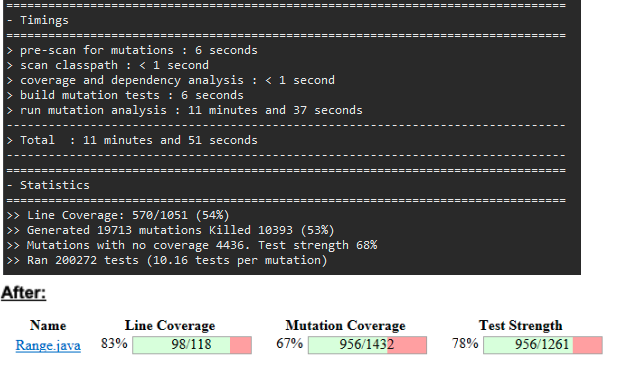 ================================================================================
- Timings
================================================================================
> pre-scan for mutations : 6 seconds
> scan classpath : < 1 second
> coverage and dependency analysis : < 1 second
> build mutation tests : 6 seconds
> run mutation analysis : 11 minutes and 37 seconds
--------------------------------------------------------------------------------
> Total  : 11 minutes and 51 seconds
--------------------------------------------------------------------------------
================================================================================
- Statistics
================================================================================
>> Line Coverage: 570/1051 (54%)
>> Generated 19713 mutations Killed 10393 (53%)
>> Mutations with no coverage 4436. Test strength 68%
>> Ran 200272 tests (10.16 tests per mutation)
After:
Name Line Coverage Mutation Coverage Test Strength
Range.java 83% 98/118 67% 956/1432 78% 956/1261